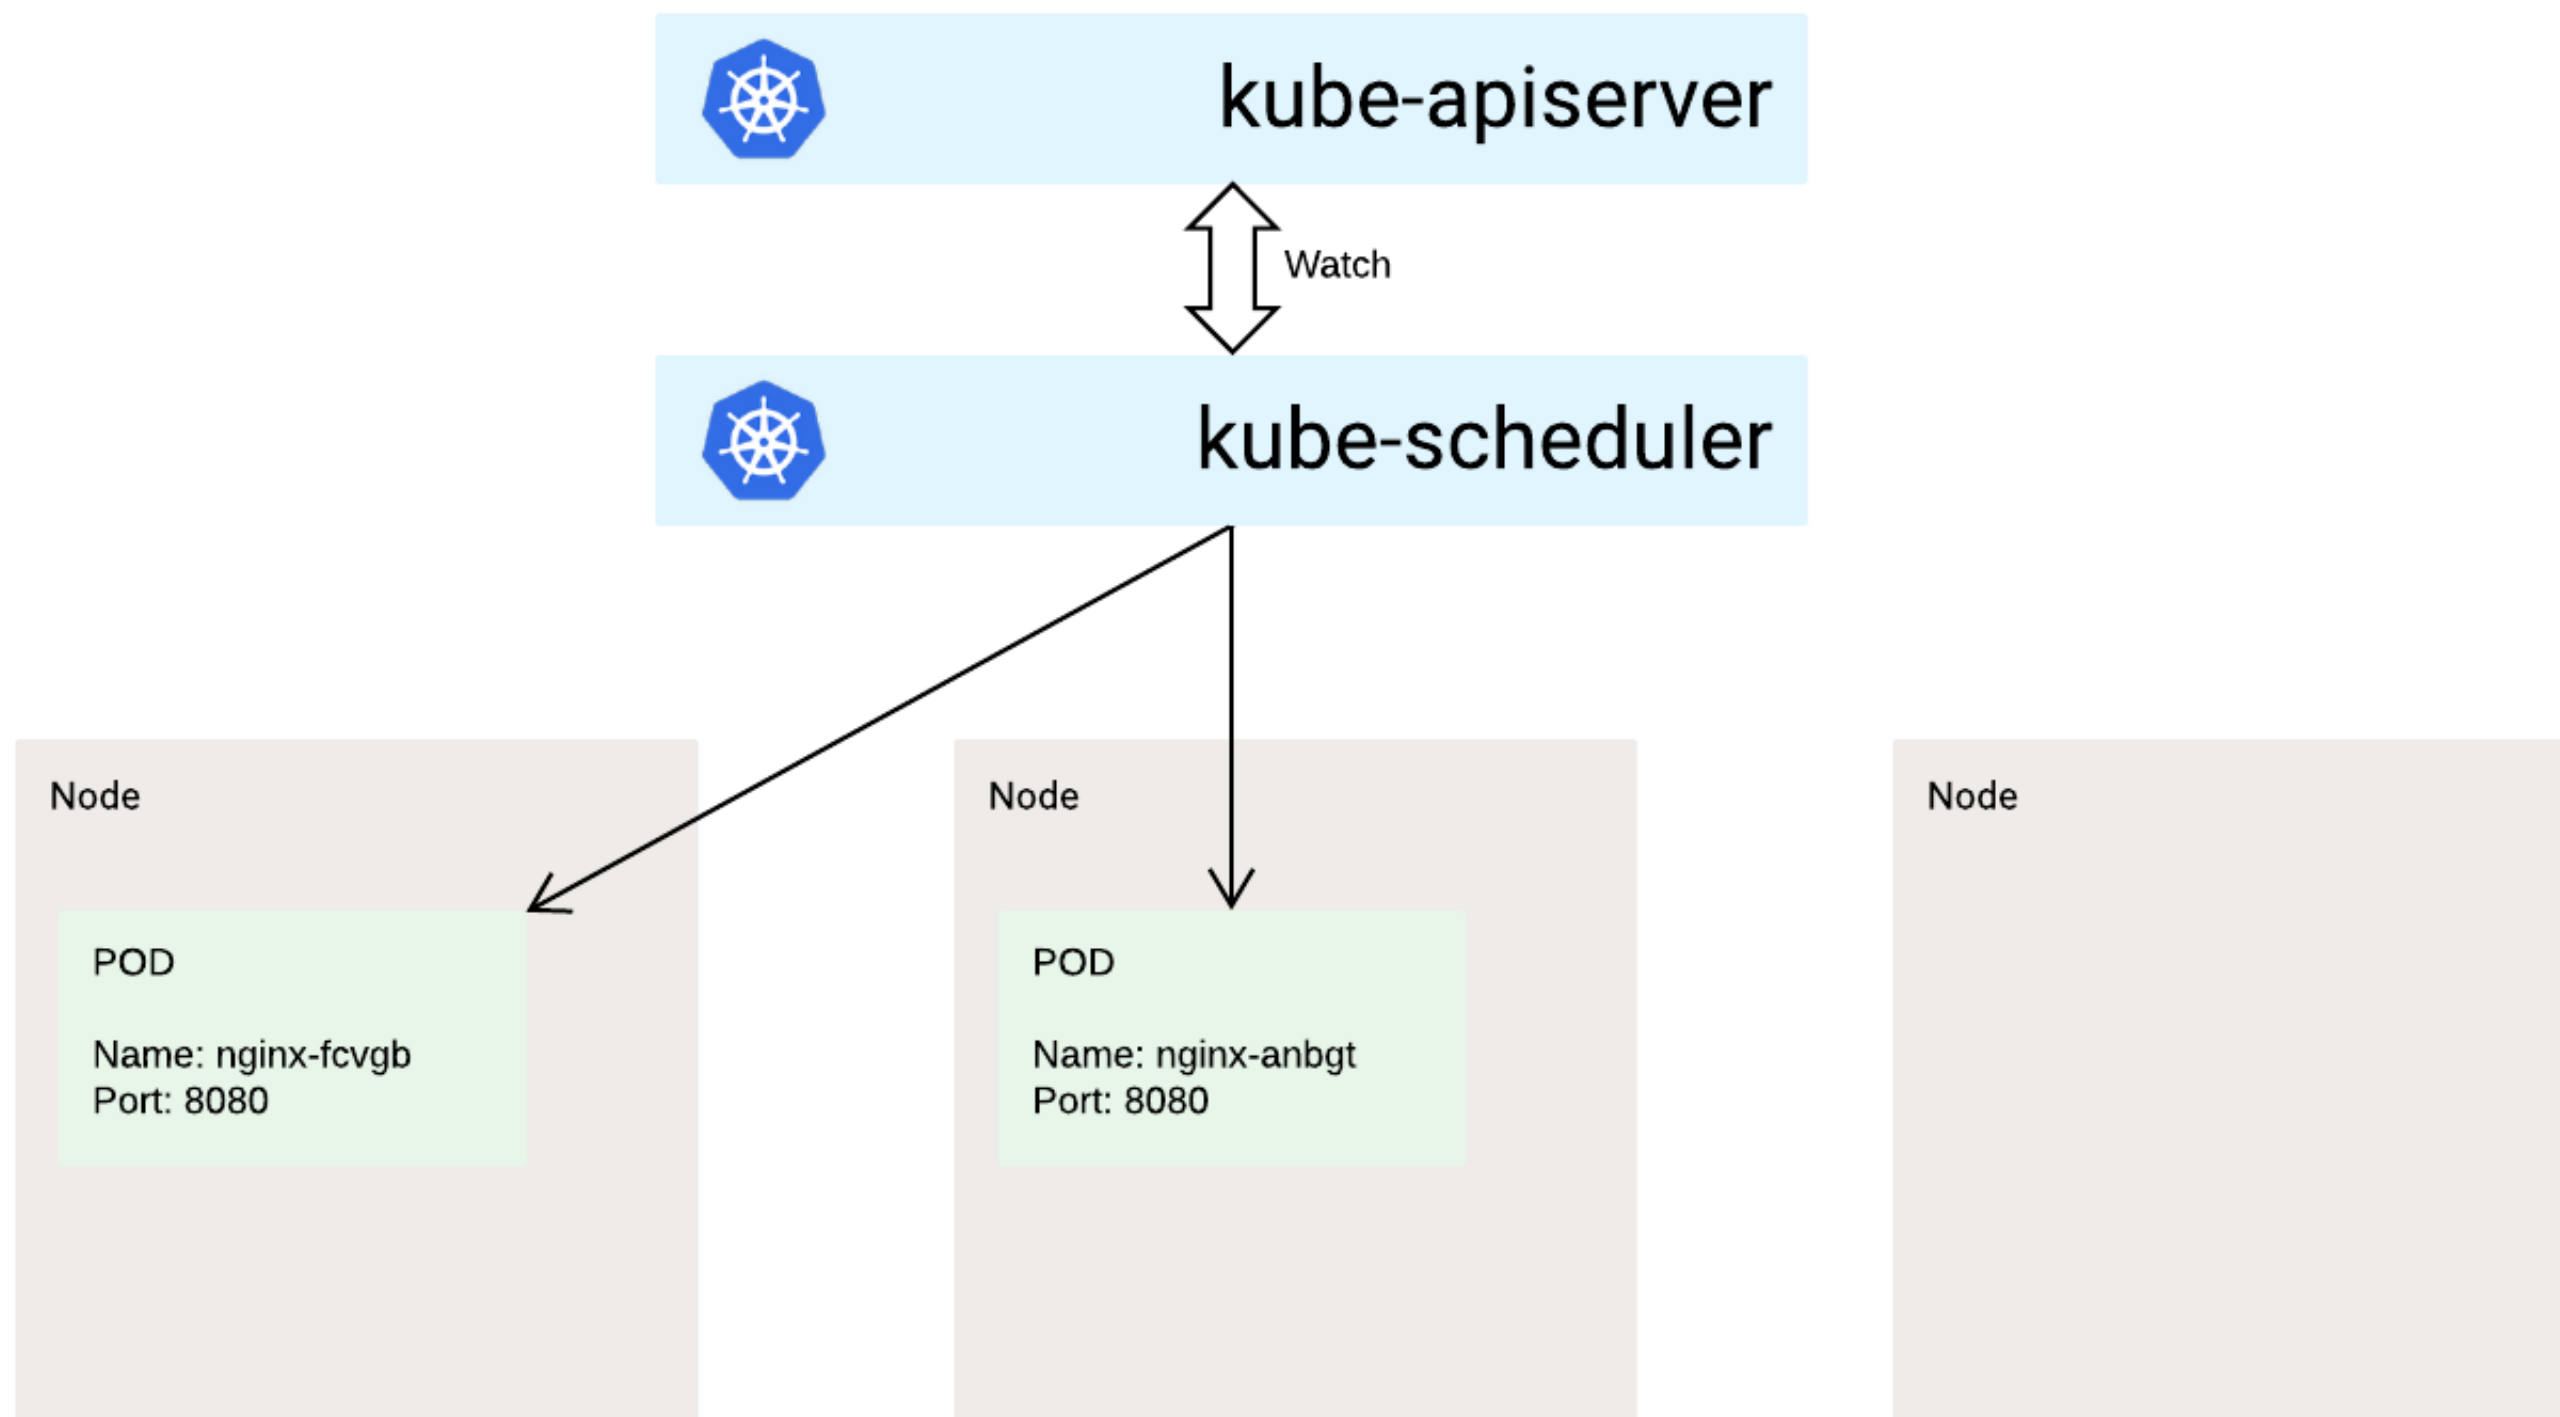 kube-apiserver
Watch
kube-scheduler
Node
POD
Name: nginx-fcvgb
Port: 8080
Node
POD
Name: nginx-anbgt
Port: 8080
Node